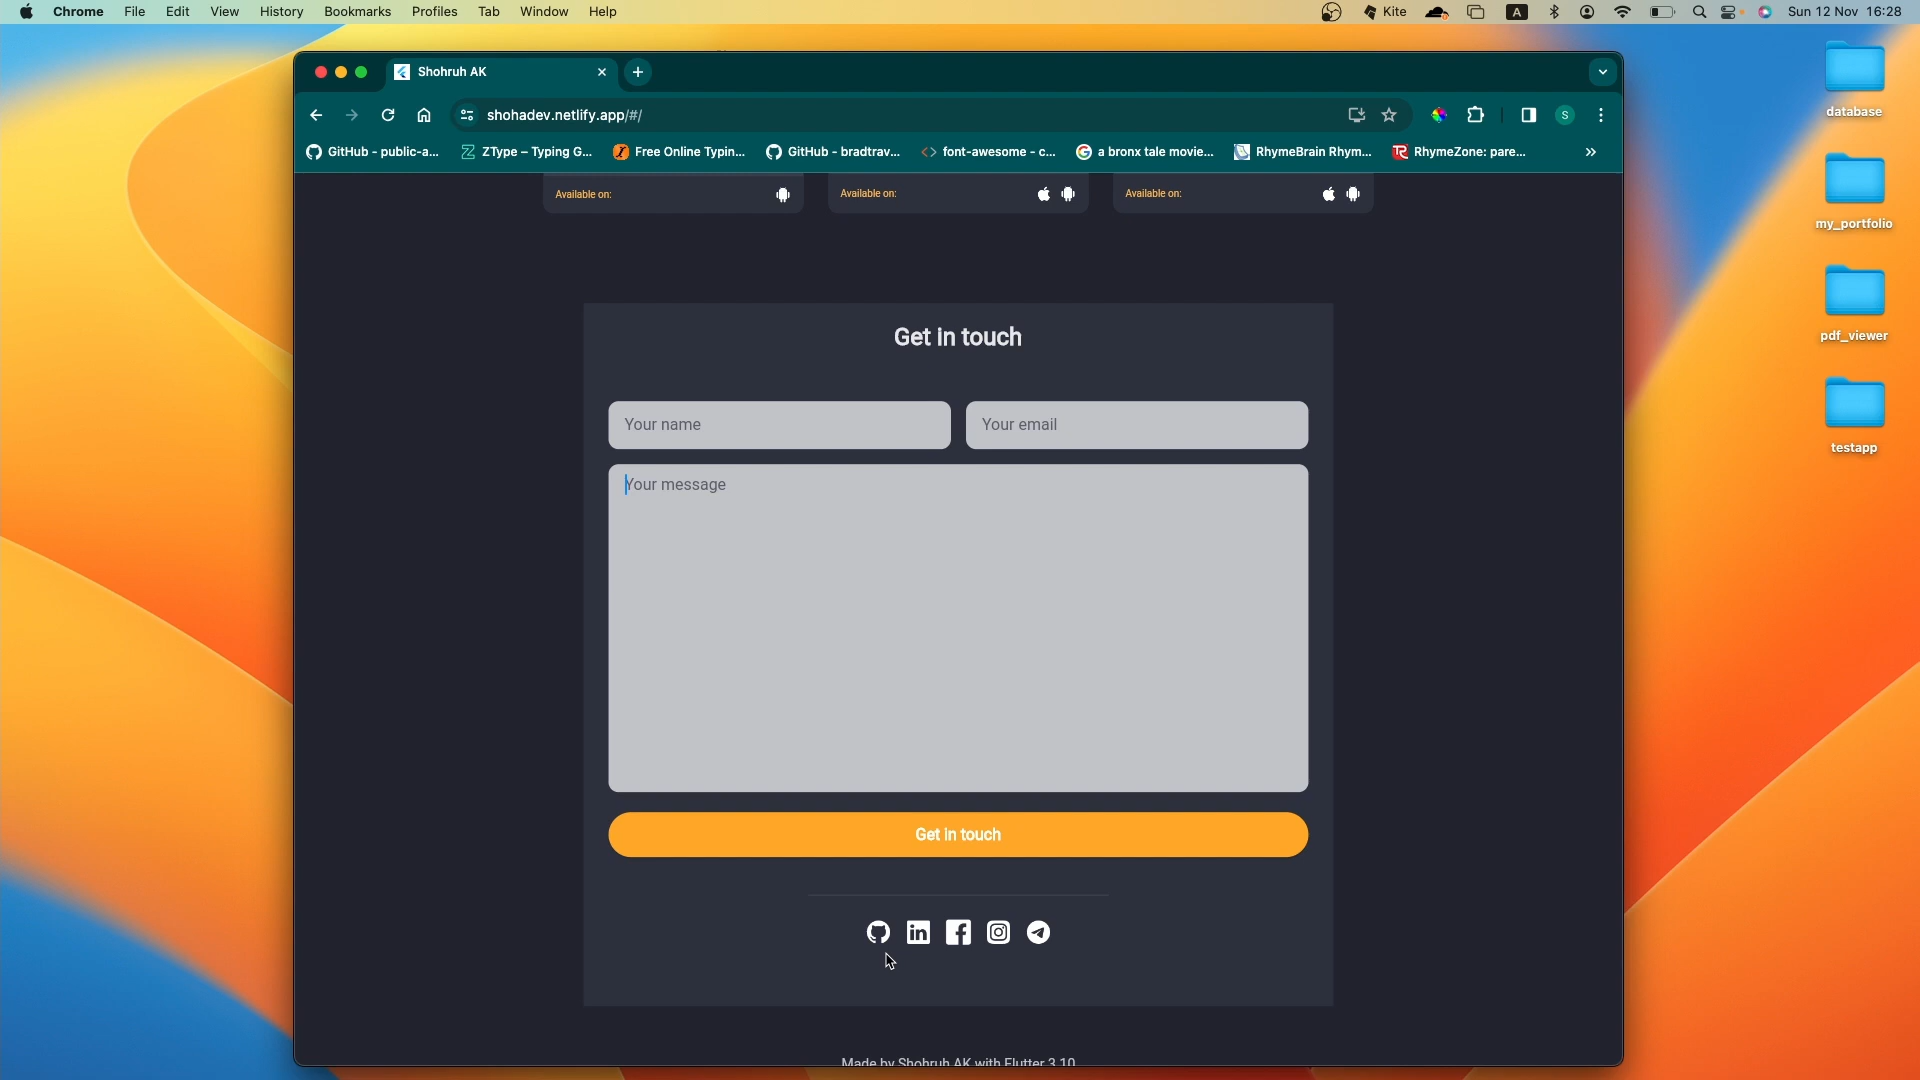 Chrome File Edit View History Bookmarks Profiles Tab Window Help Kite A Sun 12 Nov 16:28
Shohruh AK
shohadev.netlify.app/#/
S
GitHub - public-a... ZType – Typing G... Free Online Typin... GitHub - bradtrav... font-awesome - c... a bronx tale movie... RhymeBrain Rhym... RhymeZone: pare...
Available on: Available on: Available on:
Get in touch
Your name Your email
Your message
Get in touch
Made by Shohruh AK with Flutter 3.10
database
my_portfolio
pdf_viewer
testapp